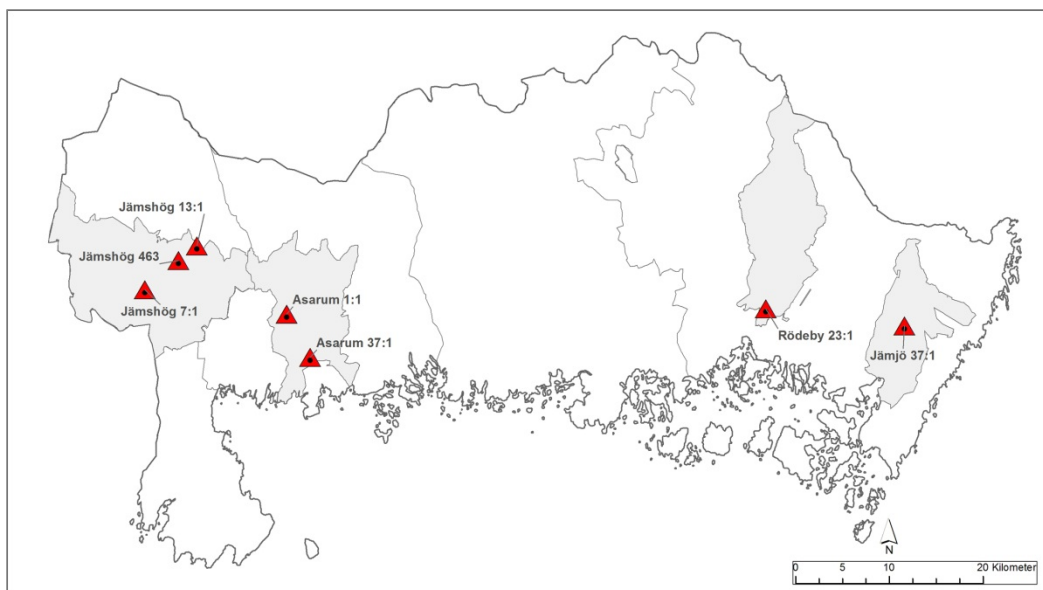 Jämshög 13:1
Jämshög 463
Jämshög 7:1
Asarum 1:1
Asarum 37:1
Rödeby 23:1
Jämjö 37:1
N
0 5 10 20 Kilometer